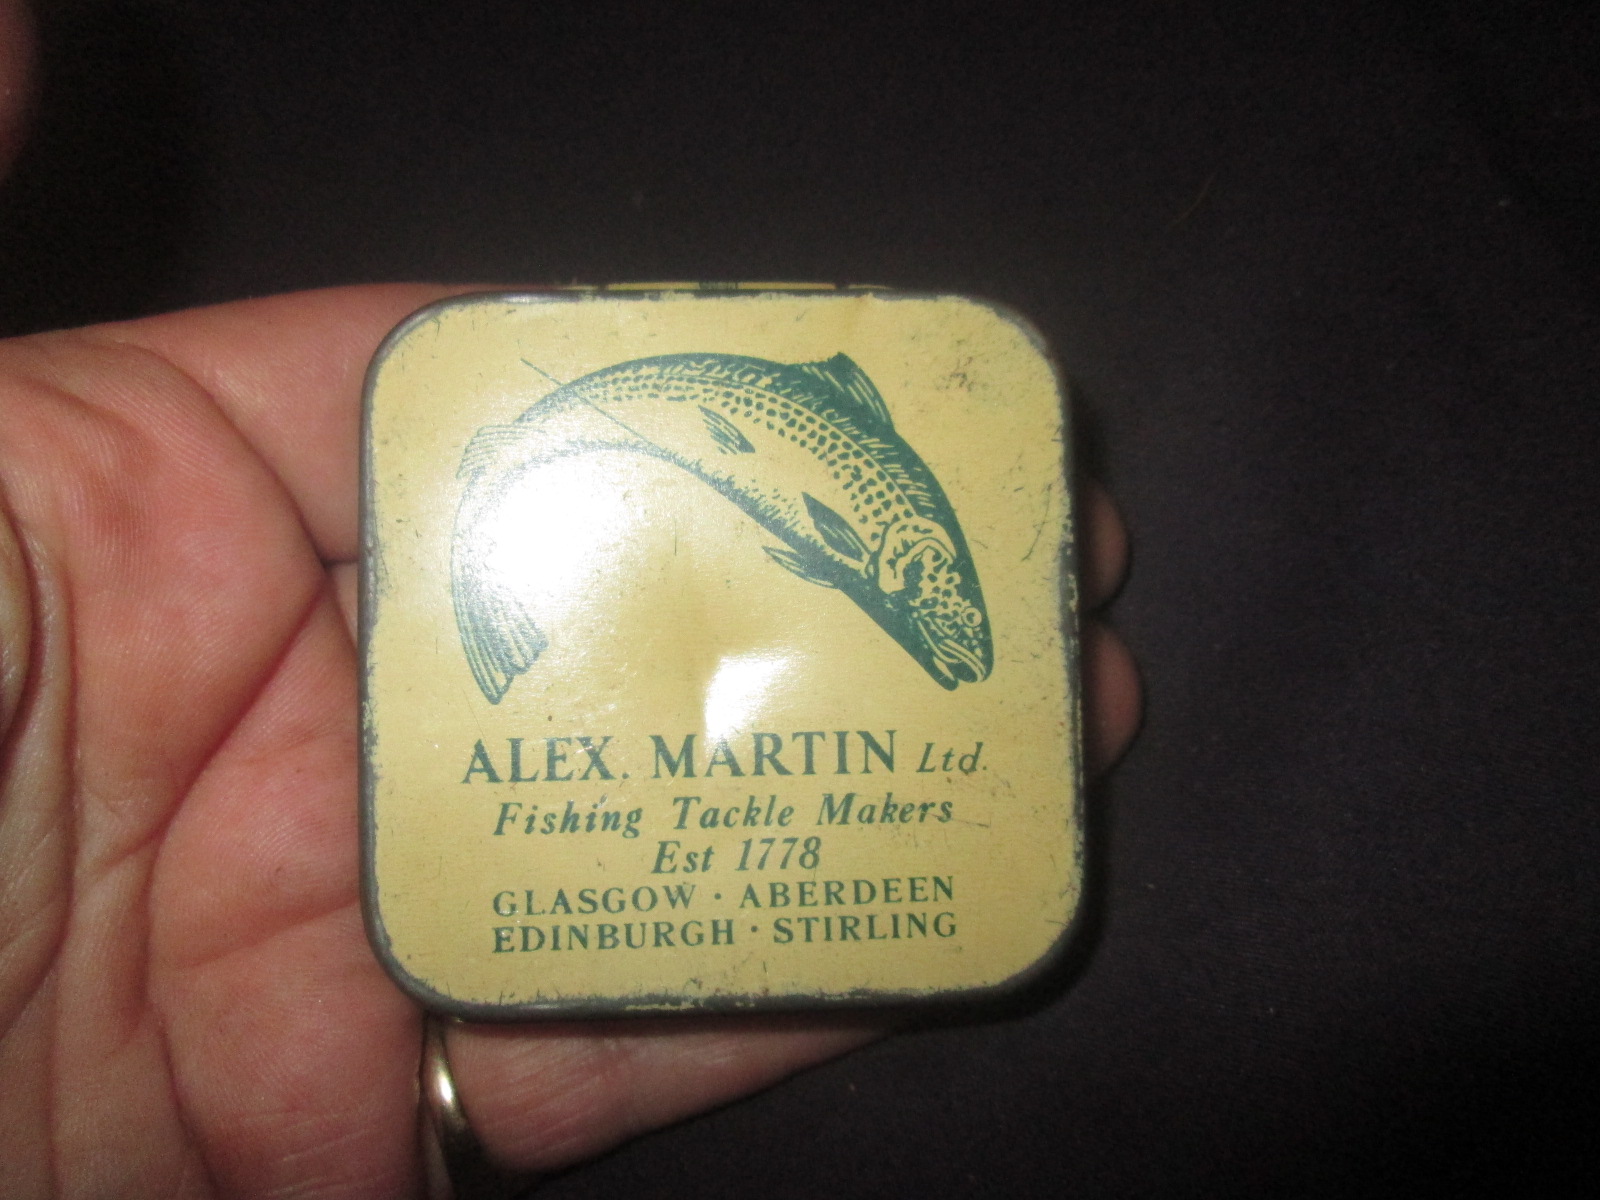 ALEX. MARTIN Ltd.
Fishing Tackle Makers
Est 1778
GLASGOW · ABERDEEN
EDINBURGH · STIRLING